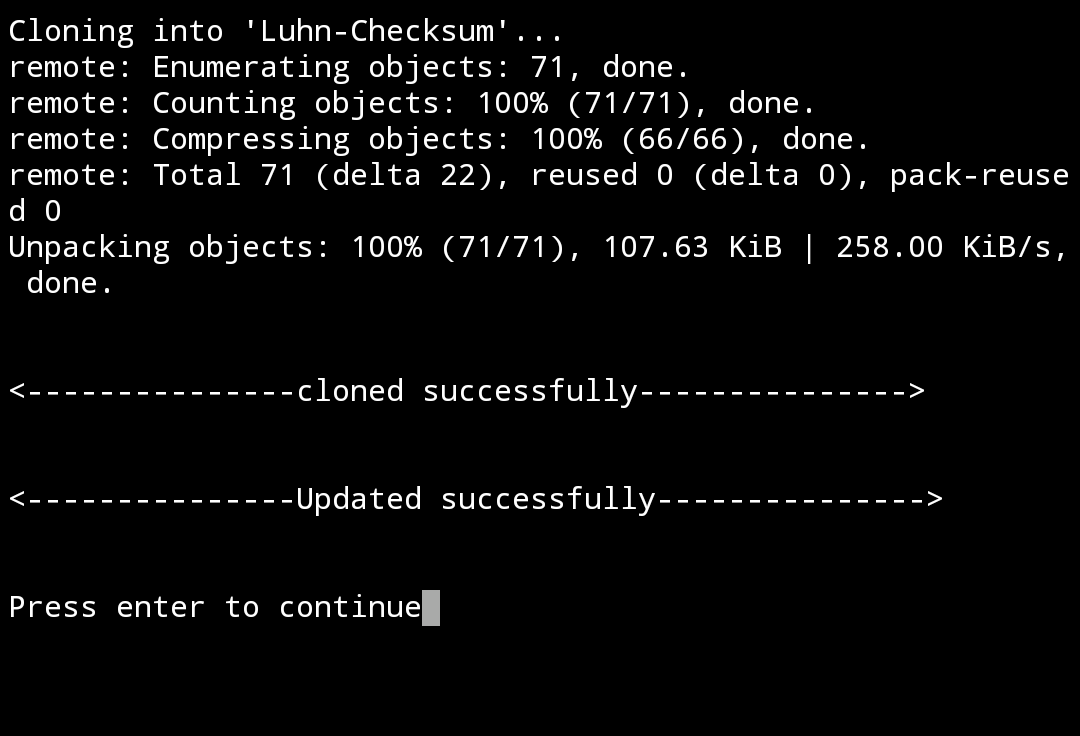 Cloning into 'Luhn-Checksum'...
remote: Enumerating objects: 71, done.
remote: Counting objects: 100% (71/71), done.
remote: Compressing objects: 100% (66/66), done.
remote: Total 71 (delta 22), reused 0 (delta 0), pack-reuse
d 0
Unpacking objects: 100% (71/71), 107.63 KiB | 258.00 KiB/s,
 done.
<---------------cloned successfully--------------->
<---------------Updated successfully--------------->
Press enter to continue